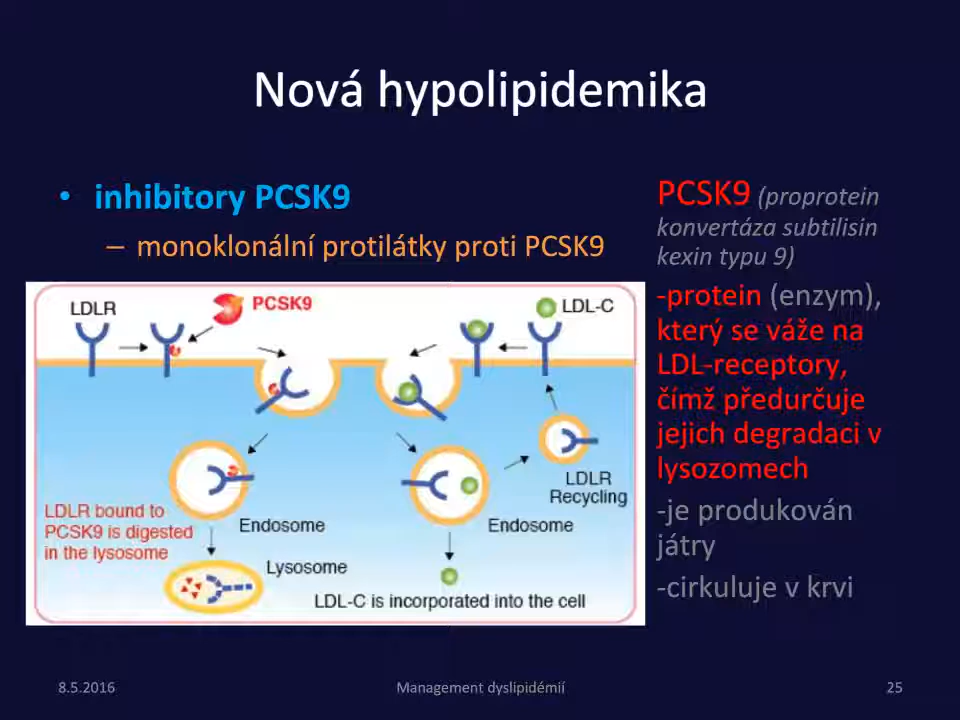 Nová hypolipidemika
• inhibitory PCSK9
– monoklonální protilátky proti PCSK9
LDLR
PCSK9
LDL-C
LDLR bound to
PCSK9 is digested
in the lysosome
Endosome
Lysosome
Endosome
LDLR
Recycling
LDL-C is incorporated into the cell
PCSK9 (proprotein
konvertáza subtilisin
kexin typu 9)
-protein (enzym),
který se váže na
LDL-receptory,
čímž předurčuje
jejich degradaci v
lysozomech
-je produkován
játry
-cirkuluje v krvi
8.5.2016
Management dyslipidémií
25